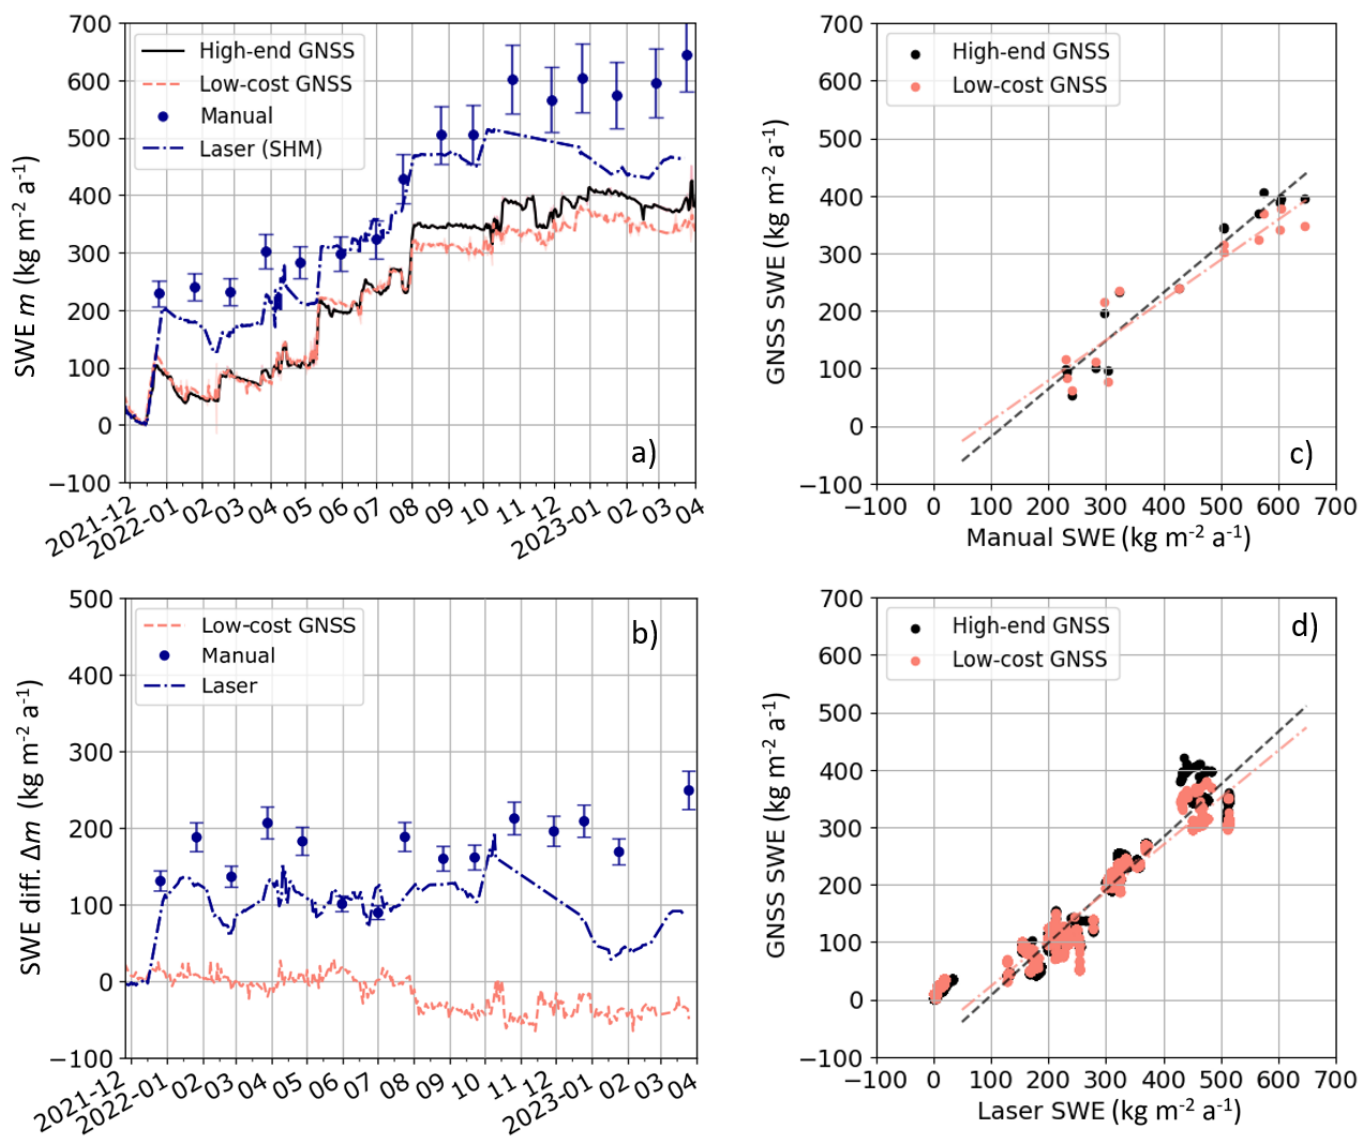 700
600
500
400
300
200
100
0
−100
SWE m (kg m-2 a-1)
High-end GNSS
Low-cost GNSS
Manual
Laser (SHM)
a)
2021-12
2022-01
02
03
04
05
06
07
08
09
10
11
12
2023-01
02
03
04
700
600
500
400
300
200
100
0
−100
GNSS SWE (kg m-2 a-1)
High-end GNSS
Low-cost GNSS
c)
−100 0 100 200 300 400 500 600 700
Manual SWE (kg m-2 a-1)
500
400
300
200
100
0
−100
SWE diff. Δm (kg m-2 a-1)
Low-cost GNSS
Manual
Laser
b)
2021-12
2022-01
02
03
04
05
06
07
08
09
10
11
12
2023-01
02
03
04
700
600
500
400
300
200
100
0
−100
GNSS SWE (kg m-2 a-1)
High-end GNSS
Low-cost GNSS
d)
−100 0 100 200 300 400 500 600 700
Laser SWE (kg m-2 a-1)